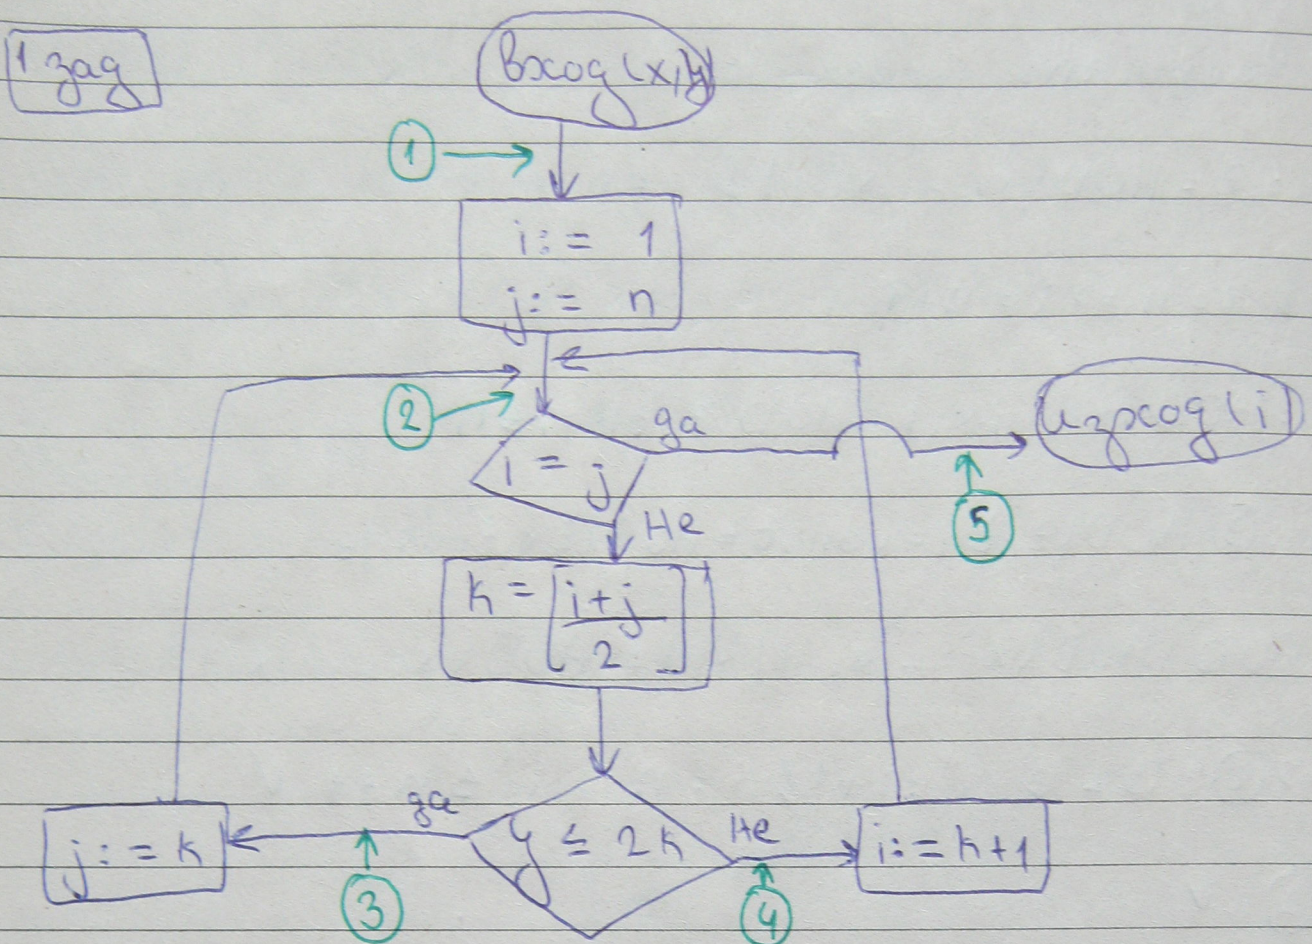 1 зад
Вход (x, y)
1
i := 1
j := n
2
i = j
да
Изход (i)
5
Не
k = [i+j / 2]
y ≤ 2k
да
Не
j := k
i := k+1
3
4